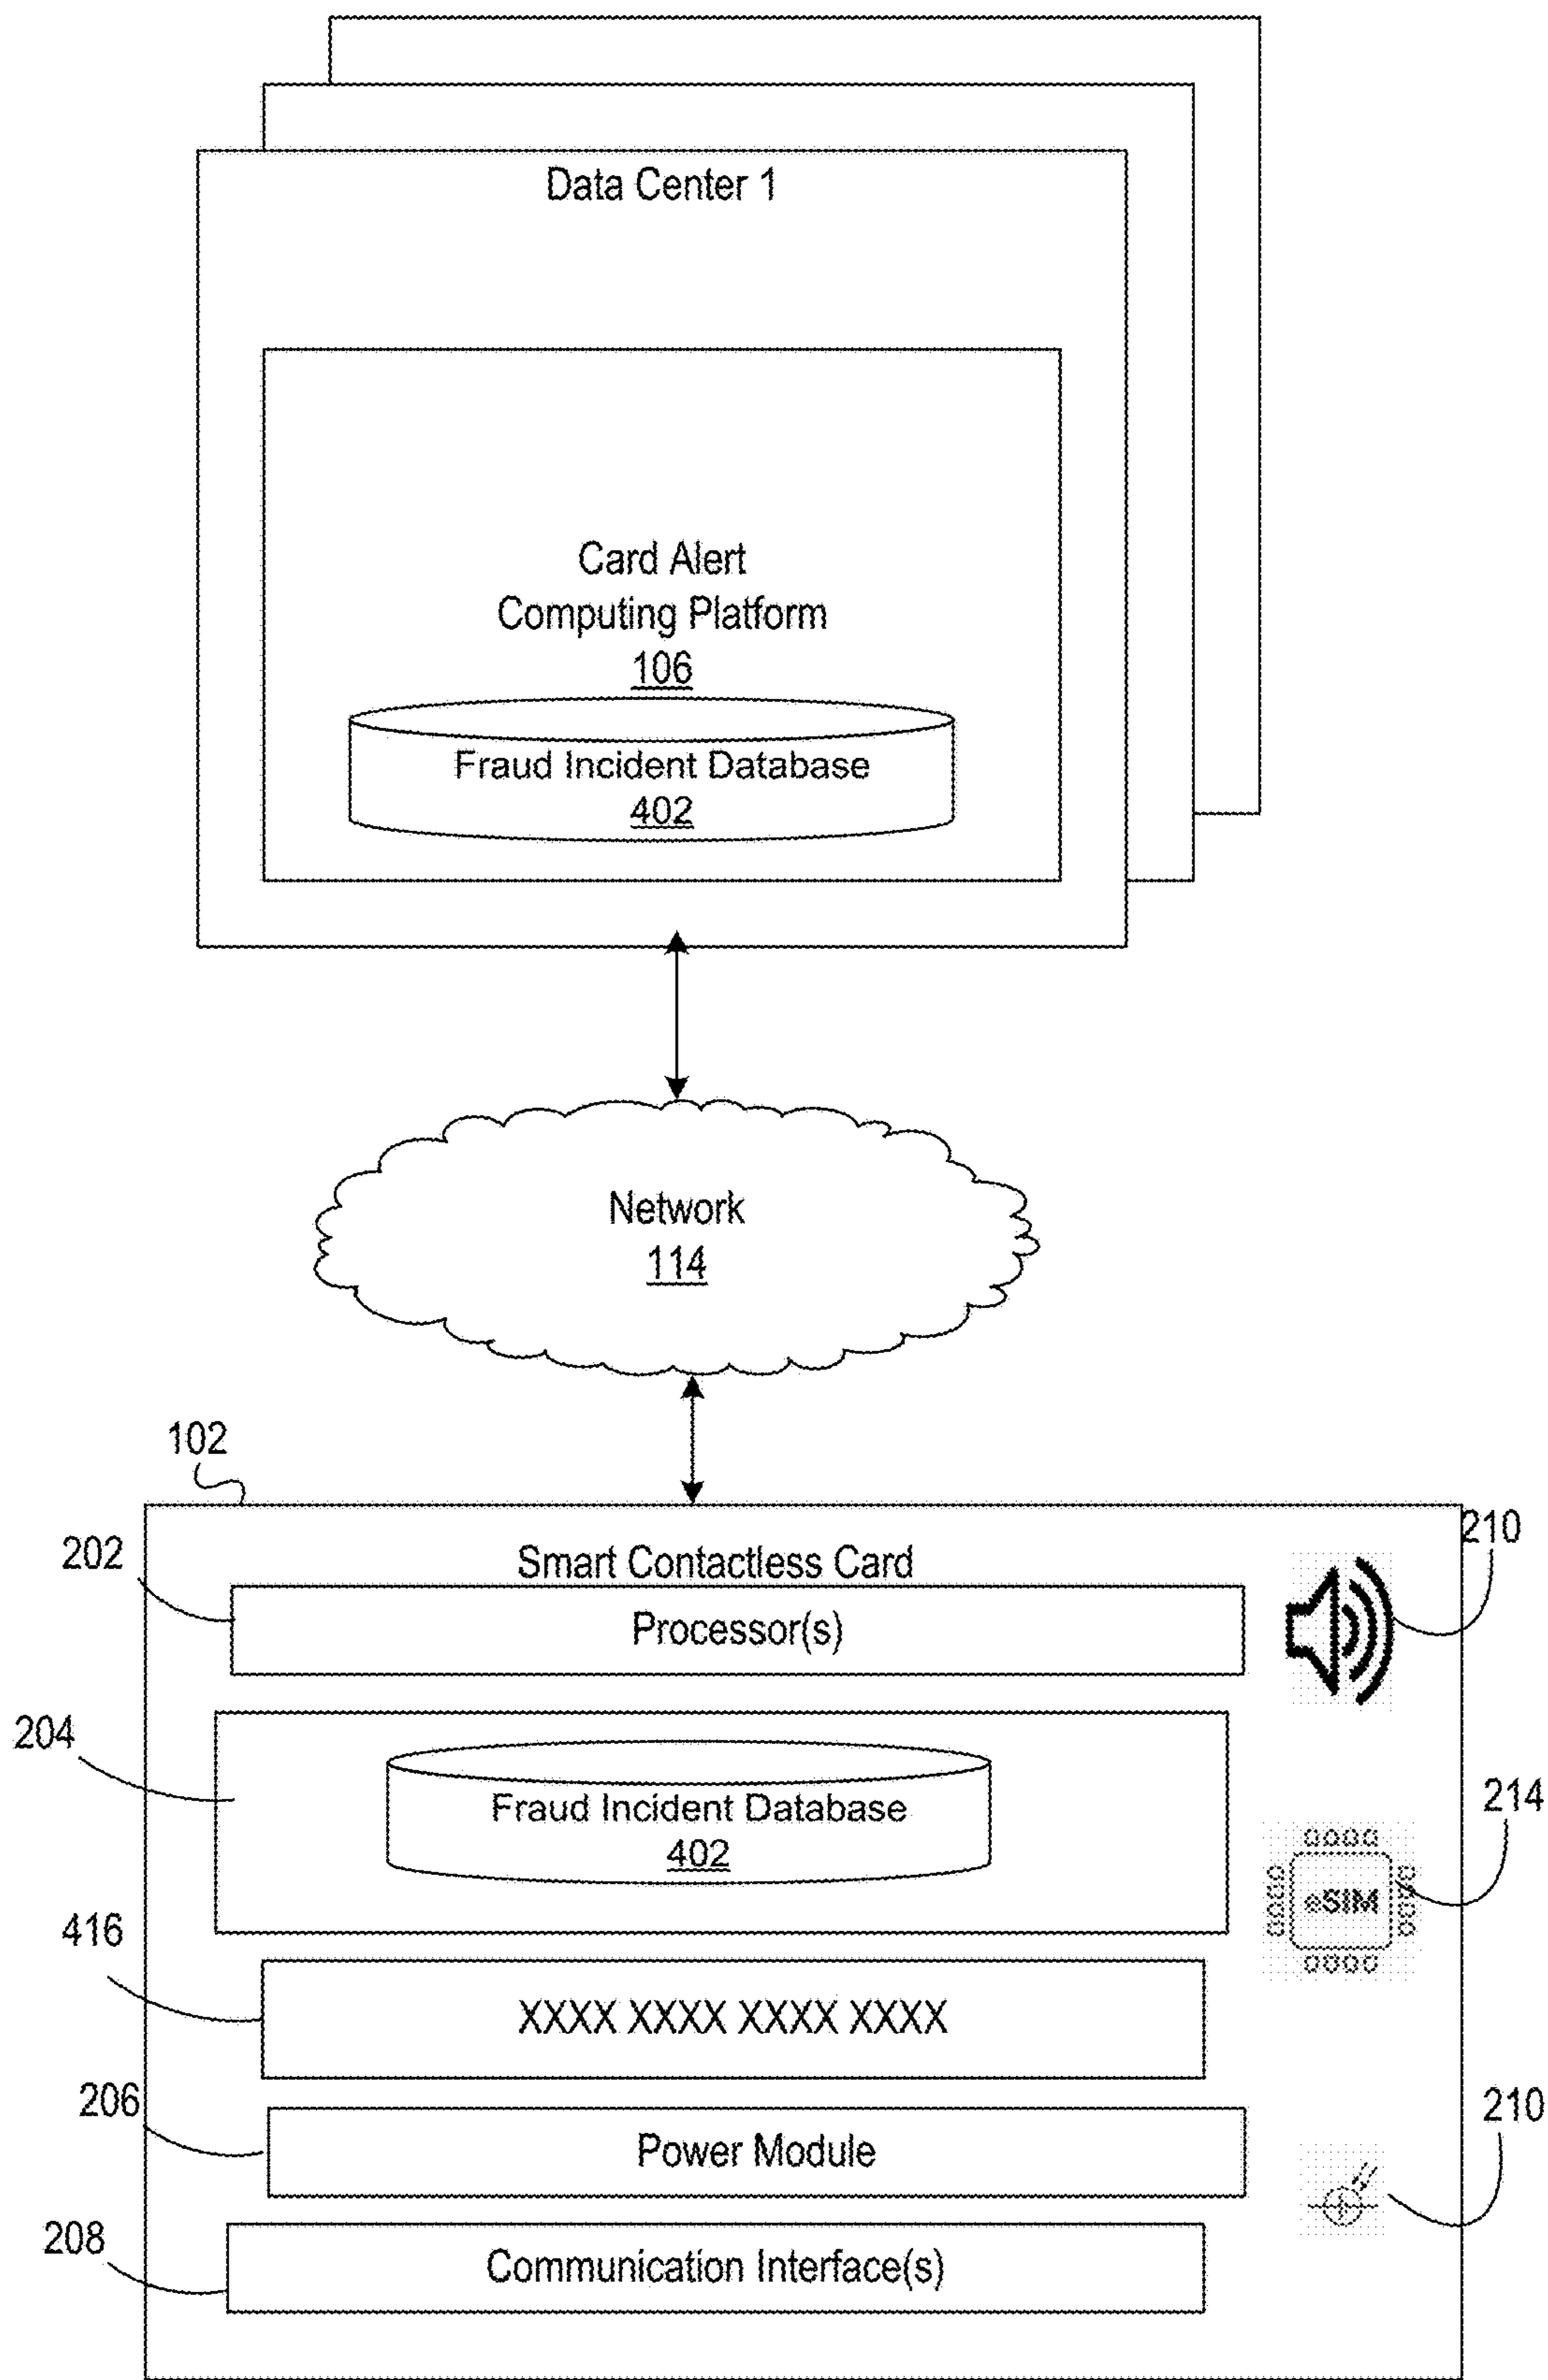 Data Center 1
Card Alert
Computing Platform
106
Fraud Incident Database
402
Network
114
102
Smart Contactless Card
202
Processor(s)
210
204
Fraud Incident Database
402
214
eSIM
416
XXXX XXXX XXXX XXXX
206
Power Module
210
208
Communication Interface(s)